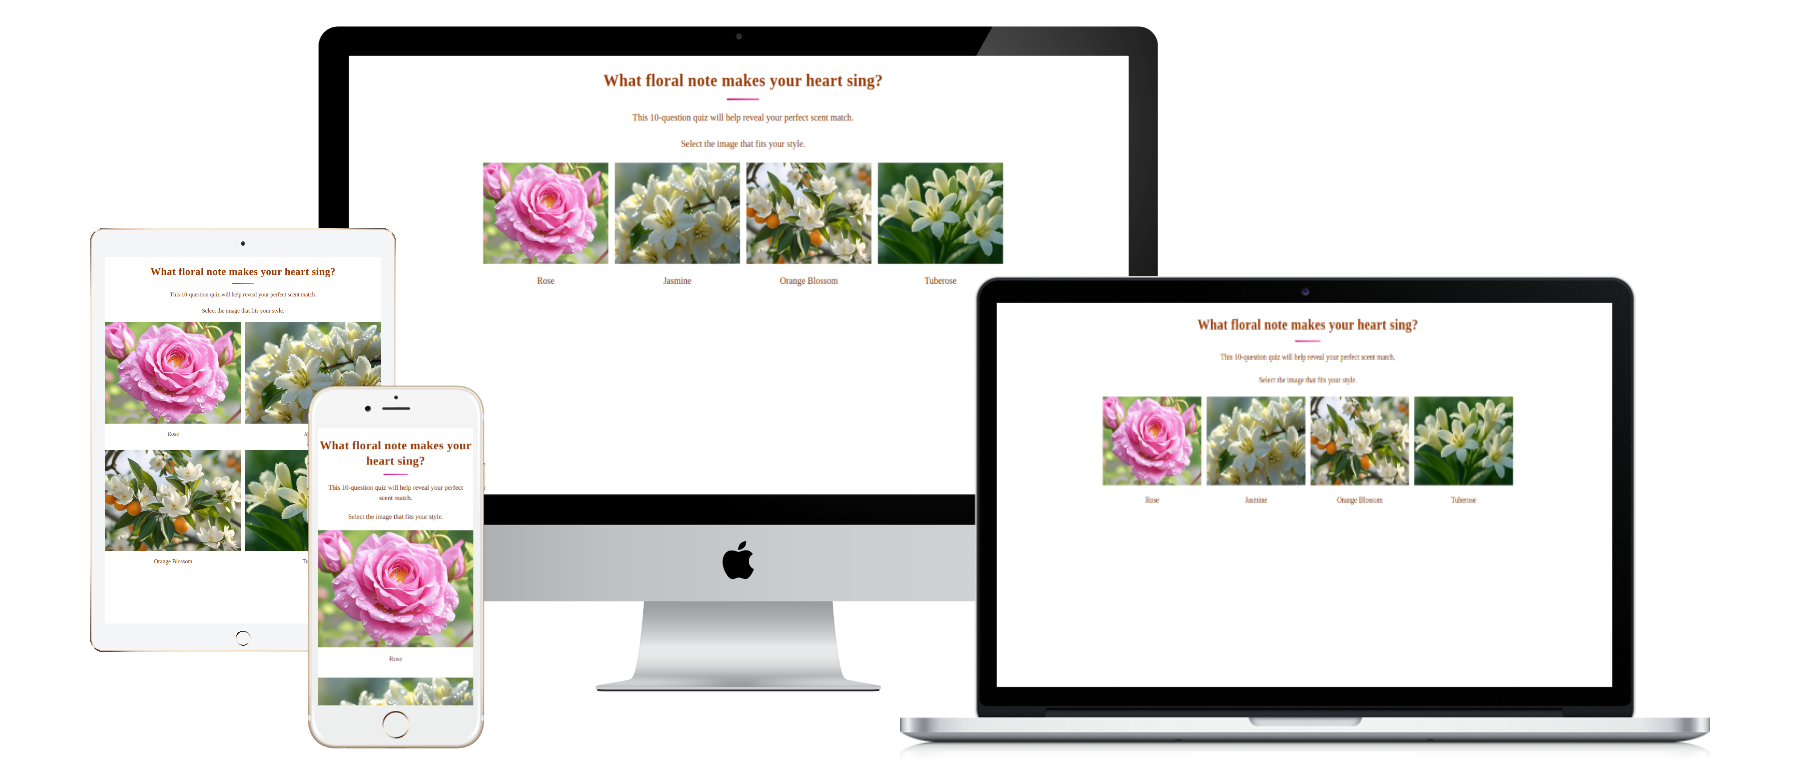 What floral note makes your heart sing?
This 10-question quiz will help reveal your perfect scent match.
Select the image that fits your style.
Rose
Jasmine
Orange Blossom
Tuberose
What floral note makes your heart sing?
This 10-question quiz will help reveal your perfect scent match.
Select the image that fits your style.
Rose
Orange Blossom
What floral note makes your
heart sing?
This 10-question quiz will help reveal your perfect
scent match.
Select the image that fits your style.
Rose
What floral note makes your heart sing?
This 10-question quiz will help reveal your perfect scent match.
Select the image that fits your style.
Rose
Jasmine
Orange Blossom
Tuberose